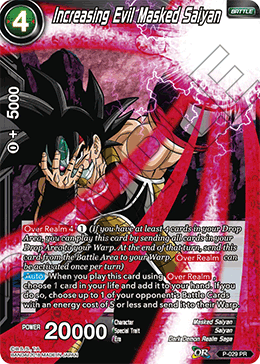 4
Increasing Evil Masked Saiyan
BATTLE
0 + 5000
Over Realm 4 1 (If you have at least 4 cards in your Drop
Area, you can play this card by sending all cards in your
Drop Area to your Warp. At the end of that turn, send this
card from the Battle Area to your Warp. Over Realm can be
activated once per turn)
Auto When you play this card using Over Realm,
choose 1 card in your life and add it to your hand. If you
do so, choose up to 1 of your opponent's Battle Cards
with an energy cost of 5 or less and send it to their Warp.
POWER 20000
Character Masked Saiyan
Special Trait Saiyan
Era Dark Demon Realm Saga
PR P-029 PR